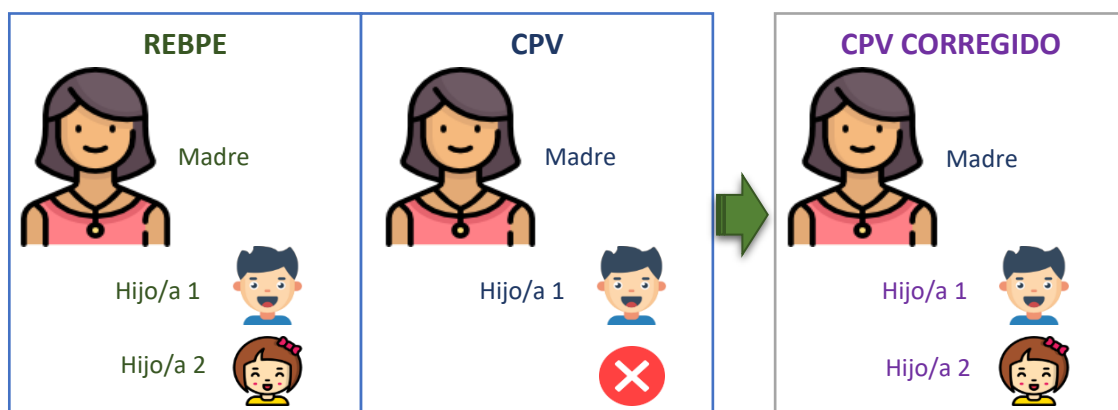 REBPE
Madre
Hijo/a 1
Hijo/a 2
CPV
Madre
Hijo/a 1
CPV CORREGIDO
Madre
Hijo/a 1
Hijo/a 2